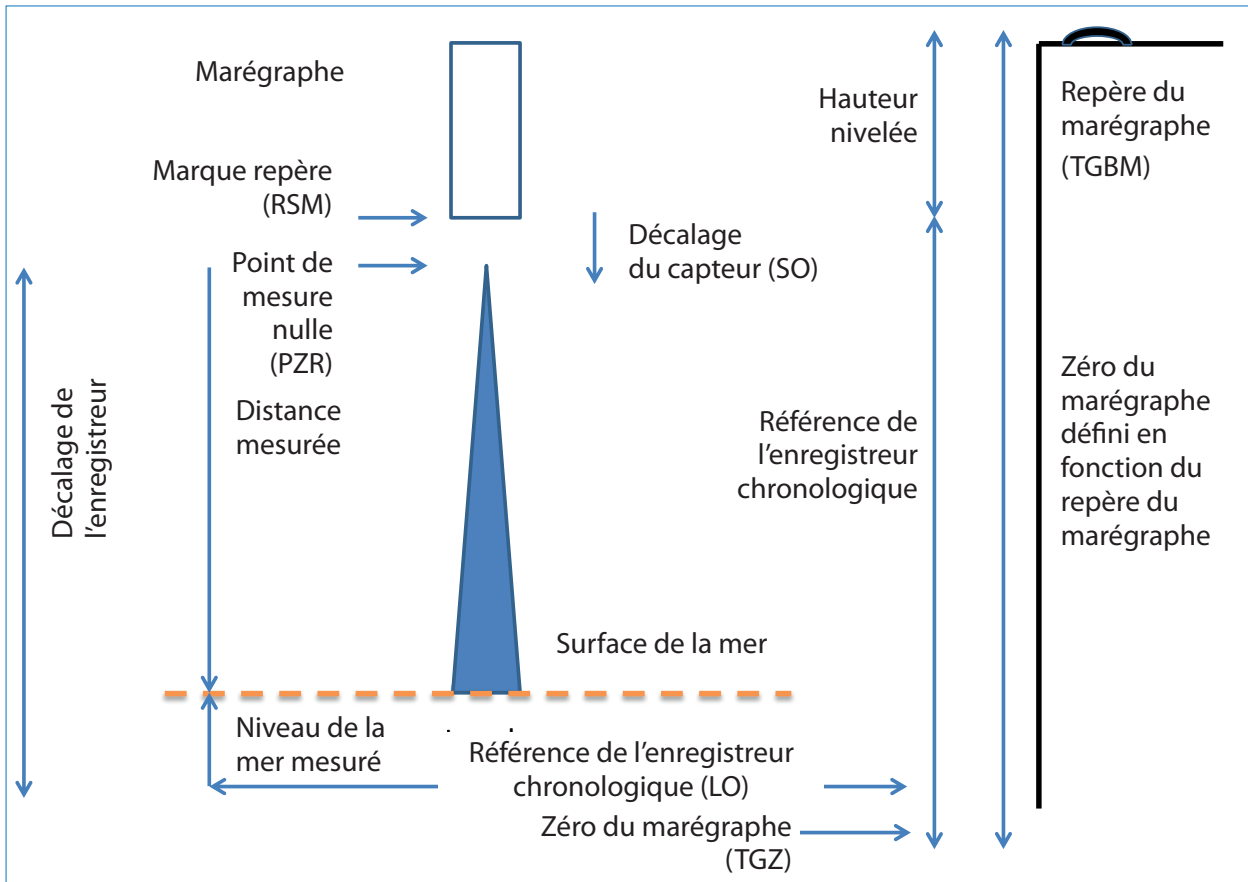 Marégraphe
Marque repère
(RSM)
Point de
mesure
nulle
(PZR)
Distance
mesurée
Décalage de
l'enregistreur
Niveau de la
mer mesuré
Décalage
du capteur (SO)
Surface de la mer
Référence de l'enregistreur
chronologique (LO)
Zéro du marégraphe
(TGZ)
Hauteur
nivelée
Référence de
l'enregistreur
chronologique
Repère du
marégraphe
(TGBM)
Zéro du
marégraphe
défini en
fonction du
repère du
marégraphe